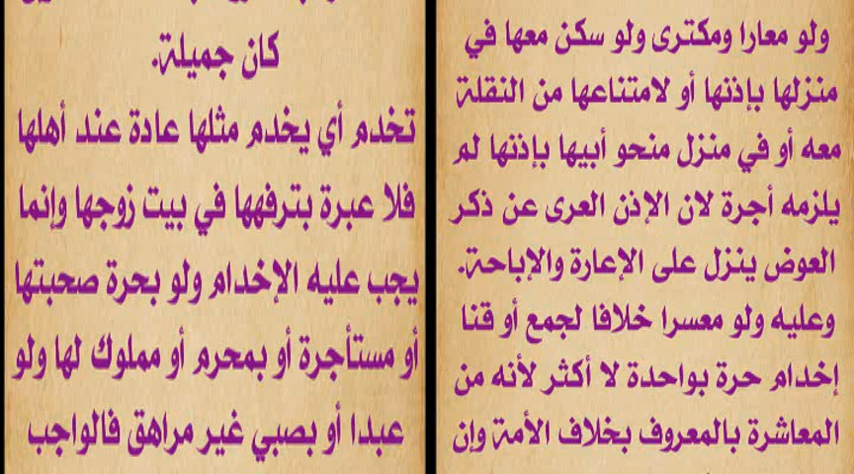 ولو معارا ومكترى ولو سكن معها في
منزلها بإذنها أو لامتناعها من النقلة
معه أو في منزل منحو أبيها بإذنها لم
يلزمه أجرة لان الإذن العرى عن ذكر
العوض ينزل على الإعارة والإباحة.
وعليه ولو معسرا خلافا لجمع أو قنا
إخدام حرة بواحدة لا أكثر لأنه من
المعاشرة بالمعروف بخلاف الأمة وإن
كان جميلة.
تخدم أي يخدم مثلها عادة عند أهلها
فلا عبرة بترفهها في بيت زوجها وإنما
يجب عليه الإخدام ولو بحرة صحبتها
أو مستأجرة أو بمحرم أو مملوك لها ولو
عبدا أو بصبي غير مراهق فالواجب